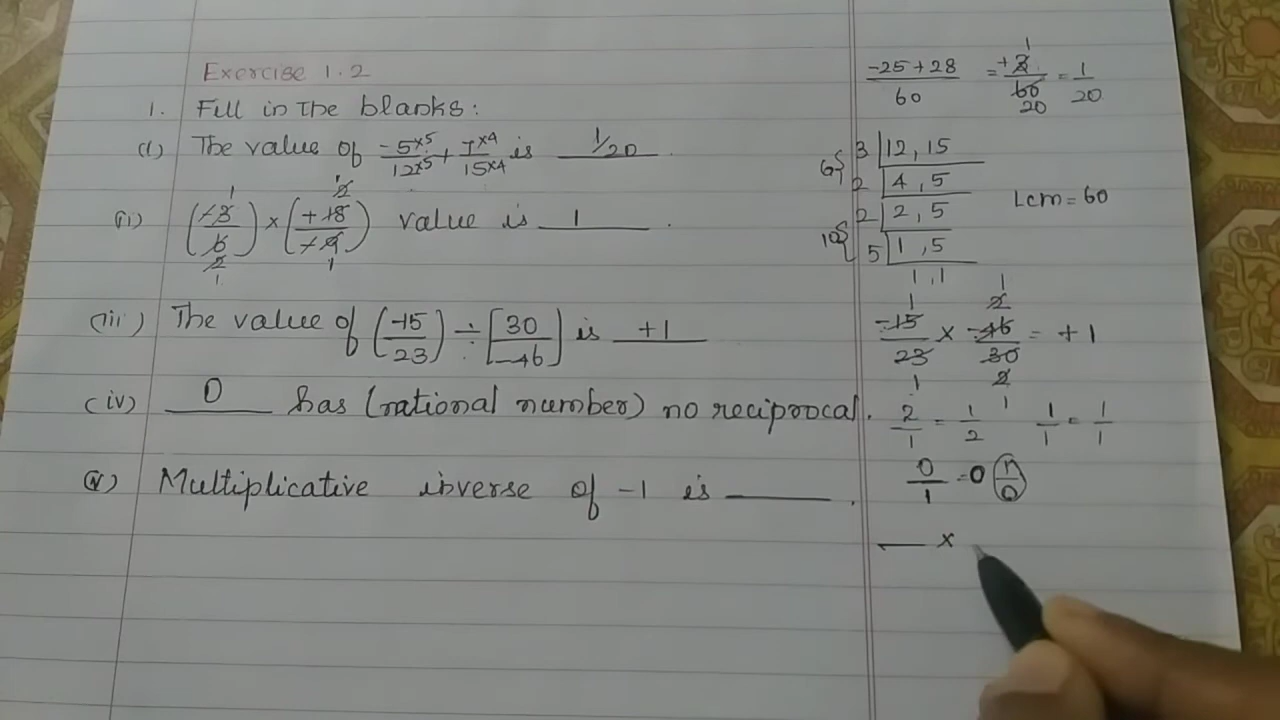 Exercise 1.2
1. Fill in the blanks:
(i) The value of -5×5/12×5 + 7×4/15×4 is 1/20.
(ii) (-3/6) × (+18/-9) value is 1.
(iii) The value of (-15/23) ÷ [30/-46] is +1
(iv) 0 has (rational number) no reciprocal.
(v) Multiplicative inverse of -1 is ____.
-25+28/60 = +3/60 = 1/20
3 | 12, 15
2 | 4, 5
2 | 2, 5
5 | 1, 5
1, 1
Lcm = 60
-15/23 × -46/30 = +1
2/1 = 1/2 1/1 = 1/1
0/1 = 0 n/0
__ ×